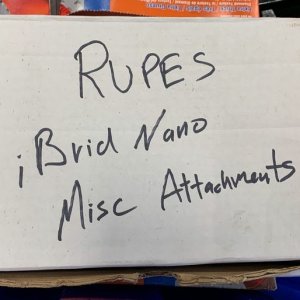 RUPES
iBrid Nano
Misc Attachments